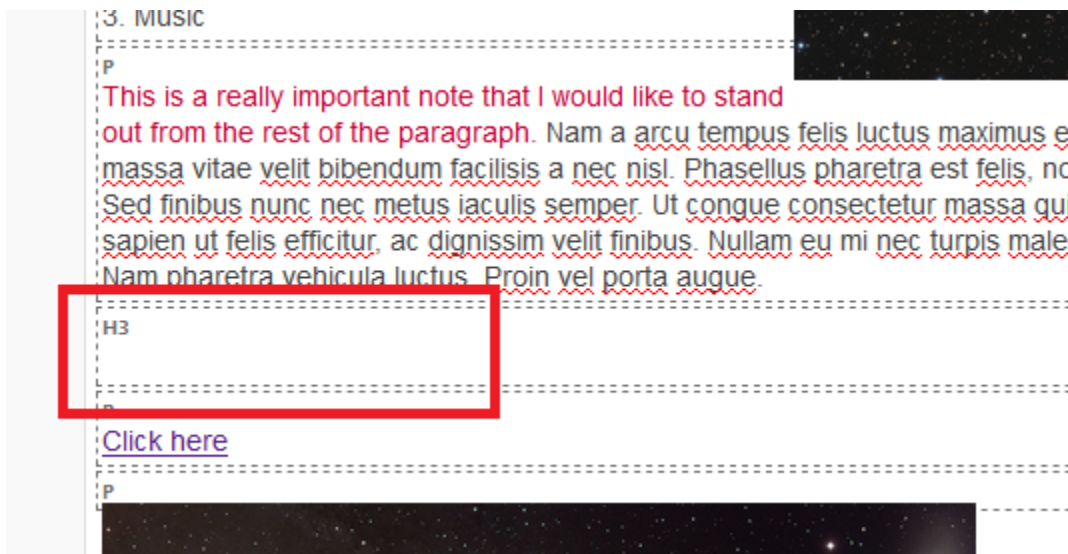 3. Music
P
This is a really important note that I would like to stand
out from the rest of the paragraph. Nam a arcu tempus felis luctus maximus e
massa vitae velit bibendum facilisis a nec nisl. Phasellus pharetra est felis, no
Sed finibus nunc nec metus iaculis semper. Ut congue consectetur massa qui
sapien ut felis efficitur, ac dignissim velit finibus. Nullam eu mi nec turpis male
Nam pharetra vehicula luctus. Proin vel porta augue.
H3
P
Click here
P